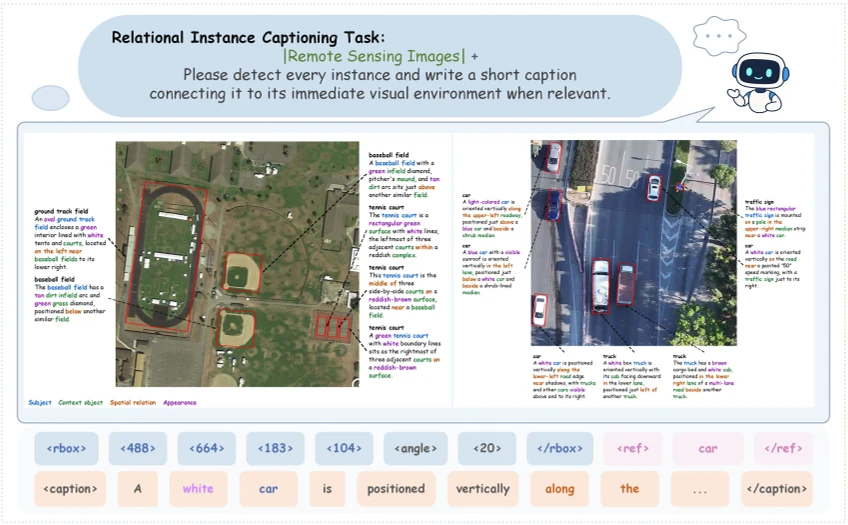 Relational Instance Captioning Task:
|Remote Sensing Images| +
Please detect every instance and write a short caption
connecting it to its immediate visual environment when relevant.
ground track field
An oval ground track
field encloses a green
interior lined with white
tents and courts, located
on the left near
baseball fields to its
lower right.
baseball field
The baseball field has a
tan dirt infield arc and
green grass diamond,
positioned below another
similar field.
baseball field
A baseball field with a
green infield diamond,
pitcher's mound, and tan
dirt arc sits just above
another similar field.
tennis court
The tennis court is a
rectangular green
surface with white lines,
the leftmost of three
adjacent courts within a
reddish complex.
tennis court
This tennis court is the
middle of three
side-by-side courts on a
reddish-brown surface,
located near a baseball
field.
tennis court
A green tennis court
with white boundary lines
sits as the rightmost of
three adjacent courts on
a reddish-brown
surface.
Subject Context object Spatial relation Appearance
car
A light-colored car is
oriented vertically along
the upper-left roadway,
positioned just above a
blue car and beside a
shrub median.
car
A blue car with a visible
sunroof is oriented
vertically in the left
lane, positioned just
below a white car and
beside a shrub-lined
median.
50 50
traffic sign
The blue rectangular
traffic sign is mounted
on a pole in the
upper-right median strip
near a white car.
car
A white car is oriented
vertically on the road
near a painted "50"
speed marking, with a
traffic sign just to its
right.
car
A white car is positioned
vertically along the
lower-left road edge
near shadows, with trucks
and other cars visible
above and to its right.
truck
A white box truck is
oriented vertically with
its cab facing downward
in the lower lane,
positioned just left of
another truck.
truck
The truck has a brown
cargo bed and white cab,
positioned in the lower
right lane of a multi-lane
road beside another
truck.
<rbox> <488> <664> <183> <104> <angle> <20> </rbox> <ref> car </ref>
<caption> A white car is positioned vertically along the ... </caption>